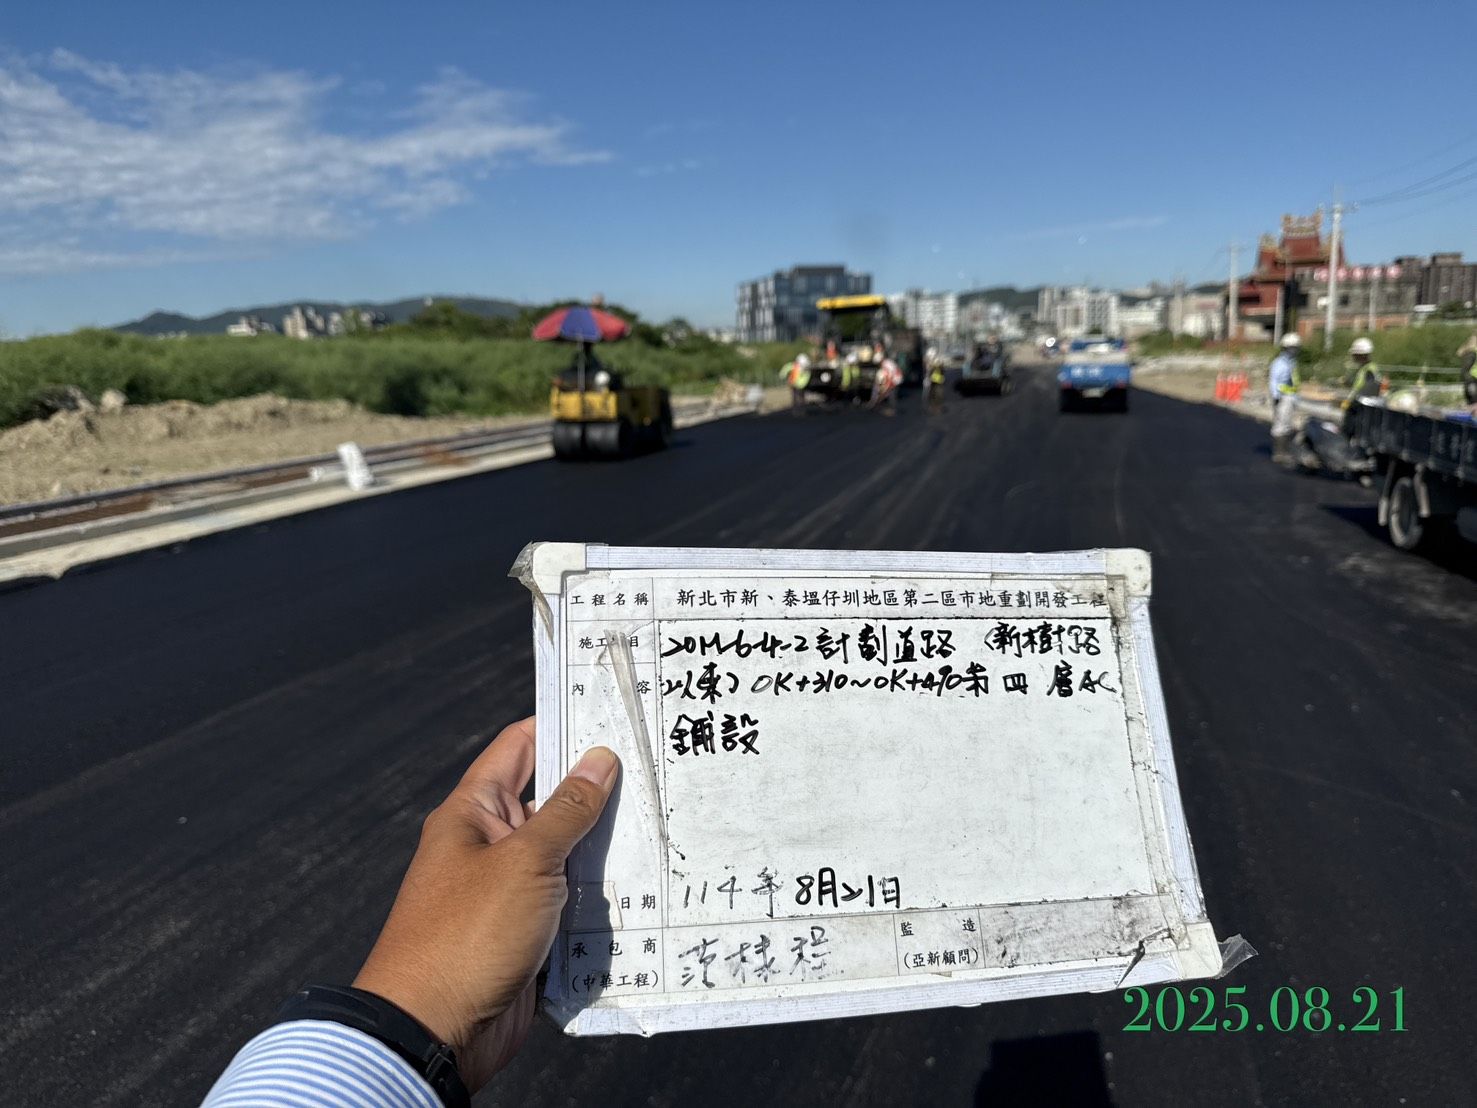 工程名稱 新北市新、泰塭仔圳地區第二區市地重劃開發工程
施工 目 20M-6-4-2計劃道路（新樹路
內容 以東）0K+310~0K+490第四層AC
鋪設
日期 114年8月21日
承包商 監造
(中華工程) (亞新顧問)
2025.08.21